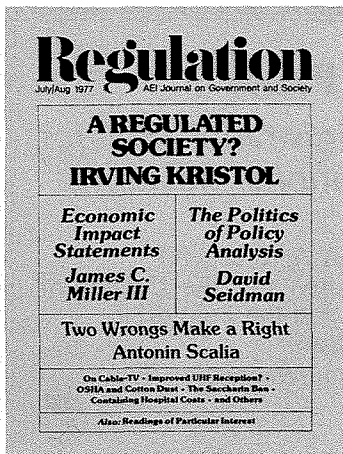 Regulation
July/Aug 1977 AEI Journal on Government and Society
A REGULATED
SOCIETY?
IRVING KRISTOL
Economic
Impact
Statements
James C.
Miller III
The Politics
of Policy
Analysis
David
Seidman
Two Wrongs Make a Right
Antonin Scalia
On Cable-TV • Improved UHF Reception? •
OSHA and Cotton Dust • The Saccharin Ban •
Containing Hospital Costs • and Others
Also: Readings of Particular Interest